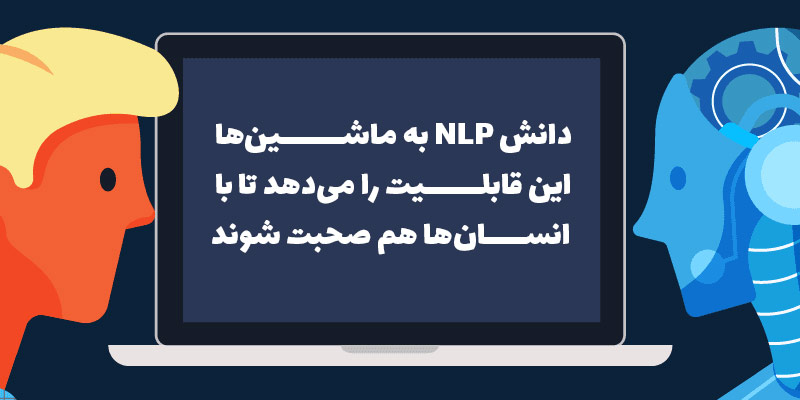 دانش NLP به ماشین‌ها
این قابلیت را می‌دهد تا با
انسان‌ها هم صحبت شوند